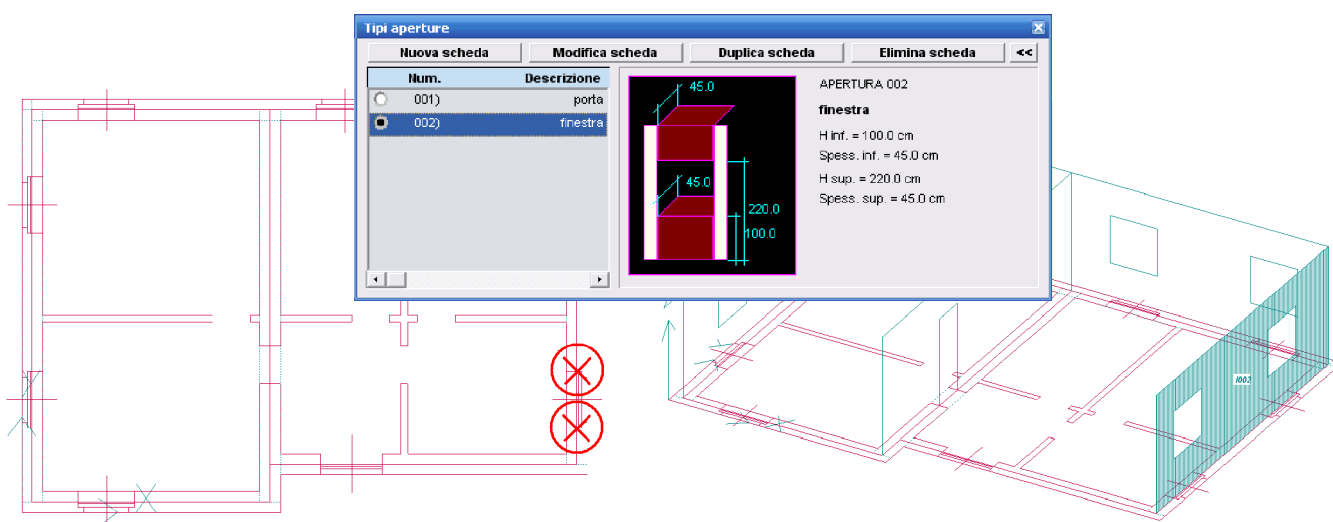 Tipi aperture
Nuova scheda Modifica scheda Duplica scheda Elimina scheda <<
Num. Descrizione
001) porta
002) finestra
45.0
45.0
220.0
100.0
APERTURA 002
finestra
H inf. = 100.0 cm
Spess. inf. = 45.0 cm
H sup. = 220.0 cm
Spess. sup. = 45.0 cm
I002